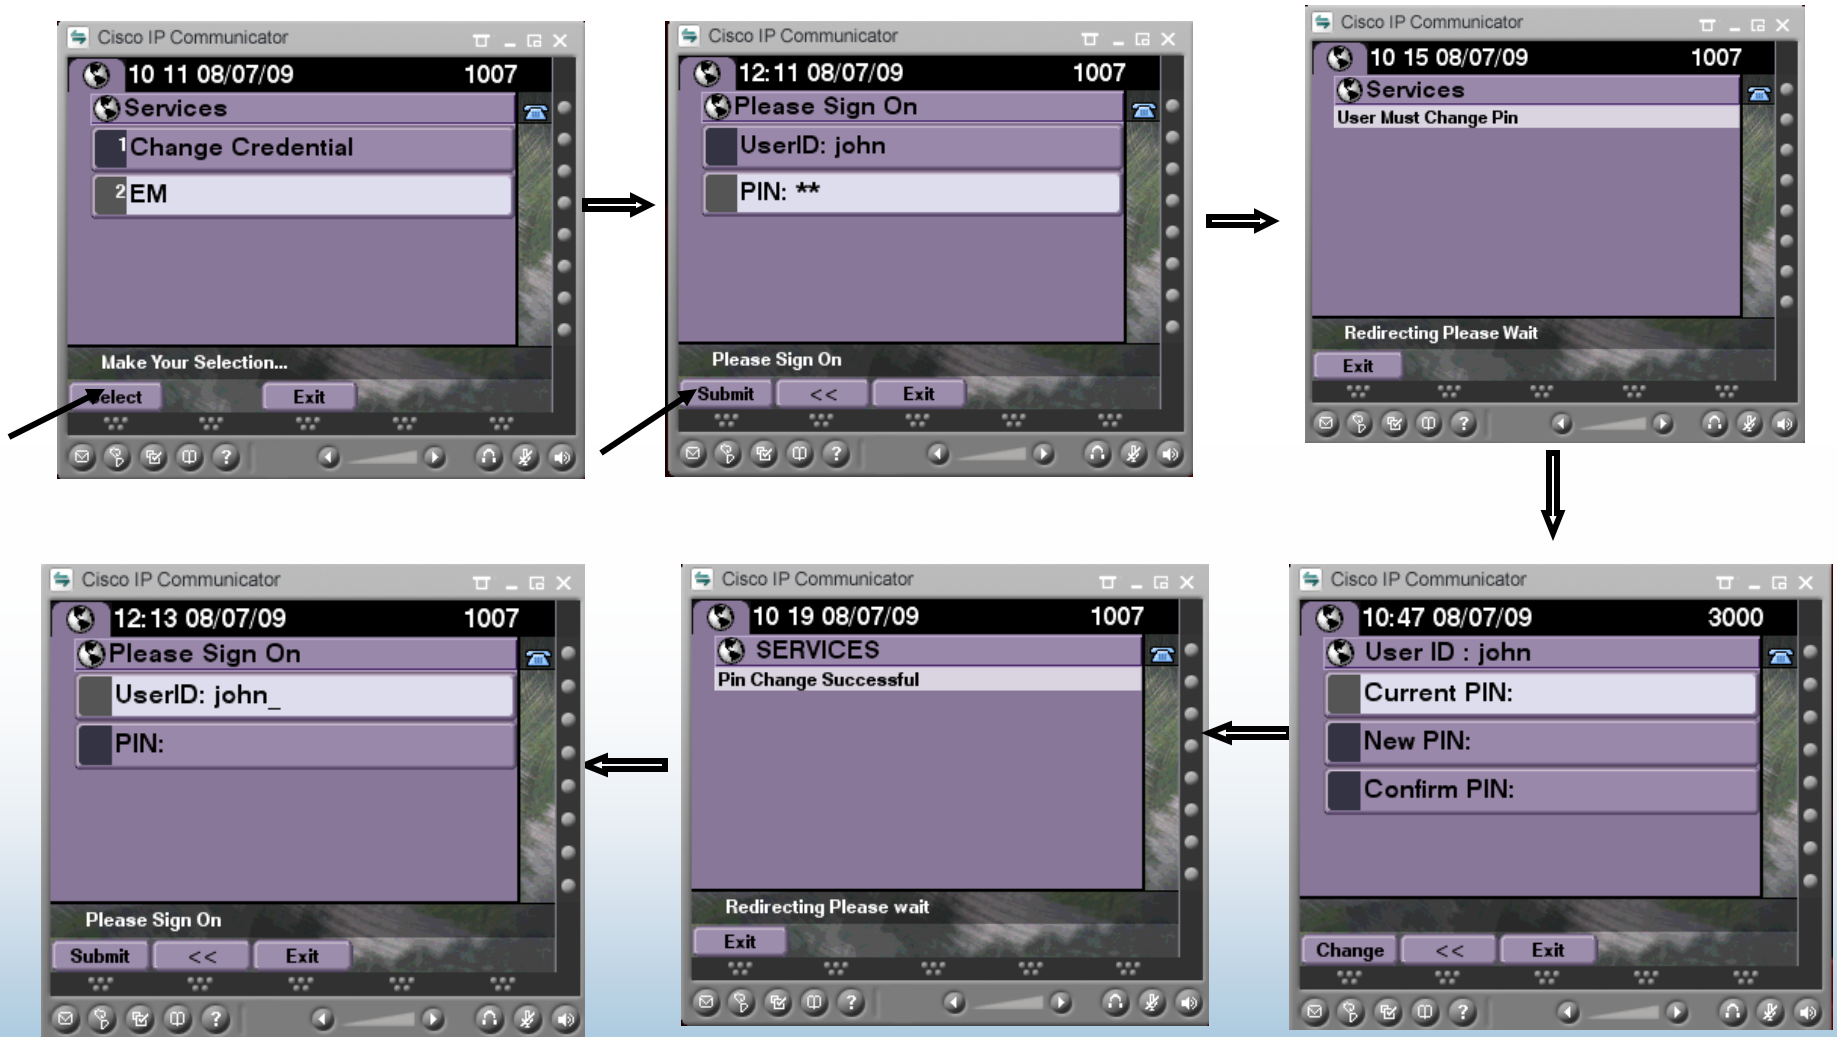 Cisco IP Communicator
10 11 08/07/09 1007
Services
1 Change Credential
2 EM
Make Your Selection...
elect Exit
?
Cisco IP Communicator
12:11 08/07/09 1007
Please Sign On
UserID: john
PIN: **
Please Sign On
Submit << Exit
?
Cisco IP Communicator
10 15 08/07/09 1007
Services
User Must Change Pin
Redirecting Please Wait
Exit
?
Cisco IP Communicator
12:13 08/07/09 1007
Please Sign On
UserID: john_
PIN:
Please Sign On
Submit << Exit
?
Cisco IP Communicator
10 19 08/07/09 1007
SERVICES
Pin Change Successful
Redirecting Please wait
Exit
?
Cisco IP Communicator
10:47 08/07/09 3000
User ID : john
Current PIN:
New PIN:
Confirm PIN:
Change << Exit
?